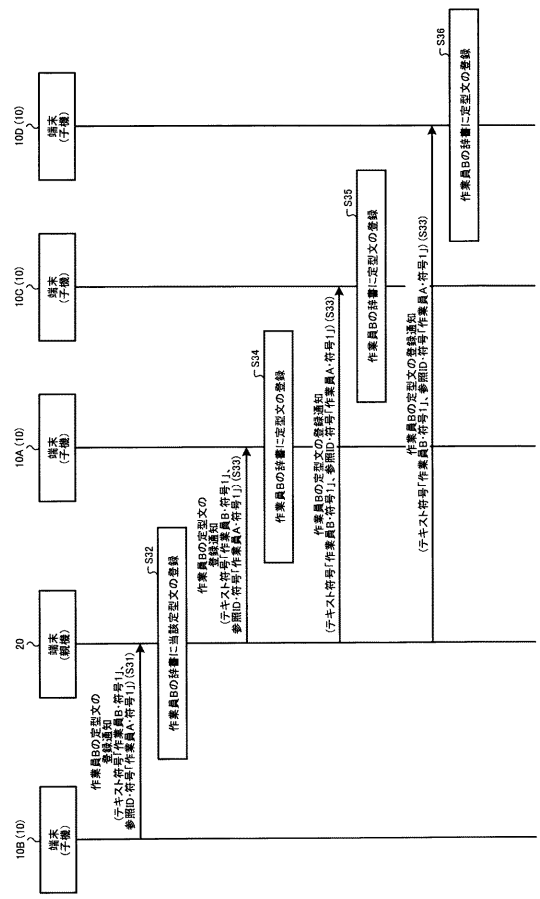 10B(10)
端末
(子機)
20
端末
(親機)
10A(10)
端末
(子機)
10C(10)
端末
(子機)
10D(10)
端末
(子機)
作業員Bの定型文の
登録通知
(テキスト符号「作業員B・符号1」、
参照ID・符号「作業員A・符号1」)(S31)
S32
作業員Bの辞書に当該定型文の登録
作業員Bの定型文の
登録通知
(テキスト符号「作業員B・符号1」、
参照ID・符号「作業員A・符号1」)(S33)
S34
作業員Bの辞書に定型文の登録
作業員Bの定型文の登録通知
(テキスト符号「作業員B・符号1」、参照ID・符号「作業員A・符号1」)(S33)
S35
作業員Bの辞書に定型文の登録
作業員Bの定型文の登録通知
(テキスト符号「作業員B・符号1」、参照ID・符号「作業員A・符号1」)(S33)
S36
作業員Bの辞書に定型文の登録